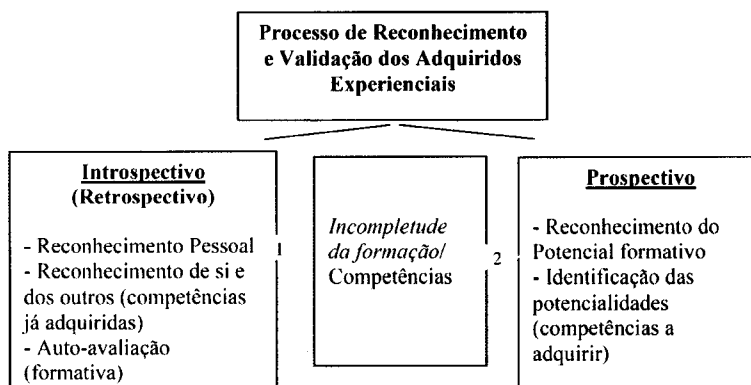 Processo de Reconhecimento
e Validação dos Adquiridos
Experienciais
Introspectivo
(Retrospectivo)
- Reconhecimento Pessoal
- Reconhecimento de si e
dos outros (competências
já adquiridas)
- Auto-avaliação
(formativa)
1
Incompletude
da formação/
Competências
2
Prospectivo
- Reconhecimento do
Potencial formativo
- Identificação das
potencialidades
(competências a
adquirir)